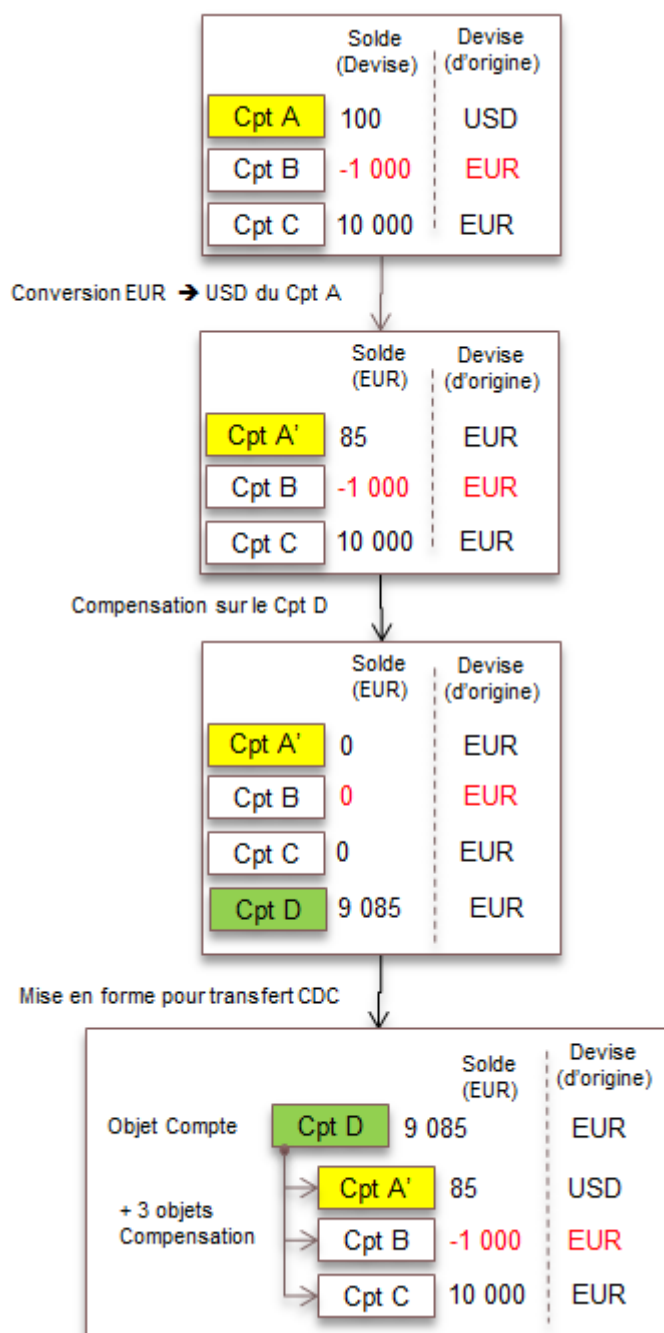 Solde Devise
(Devise) (d'origine)
Cpt A 100 USD
Cpt B -1 000 EUR
Cpt C 10 000 EUR
Conversion EUR ➔ USD du Cpt A
Solde Devise
(EUR) (d'origine)
Cpt A' 85 EUR
Cpt B -1 000 EUR
Cpt C 10 000 EUR
Compensation sur le Cpt D
Solde Devise
(EUR) (d'origine)
Cpt A' 0 EUR
Cpt B 0 EUR
Cpt C 0 EUR
Cpt D 9 085 EUR
Mise en forme pour transfert CDC
Solde Devise
(EUR) (d'origine)
Objet Compte Cpt D 9 085 EUR
Cpt A' 85 USD
+ 3 objets
Compensation
Cpt B -1 000 EUR
Cpt C 10 000 EUR